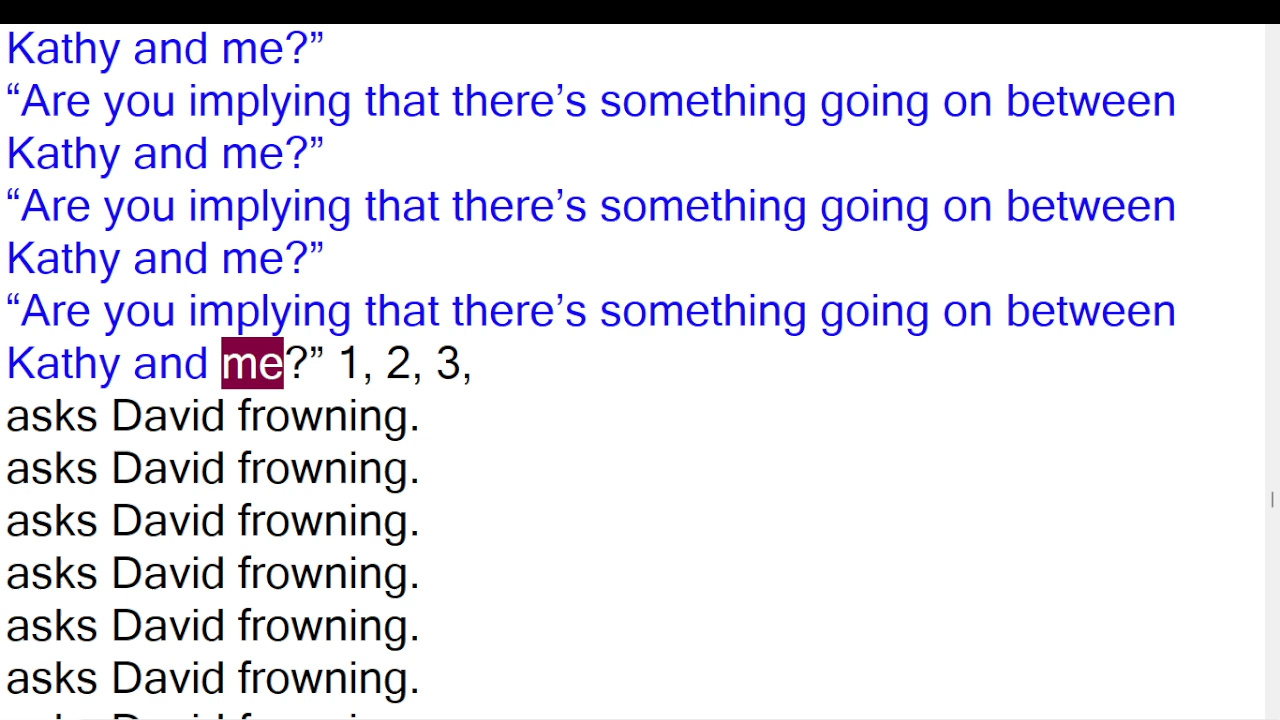 Kathy and me?”
“Are you implying that there’s something going on between
Kathy and me?”
“Are you implying that there’s something going on between
Kathy and me?”
“Are you implying that there’s something going on between
Kathy and me?” 1, 2, 3,
asks David frowning.
asks David frowning.
asks David frowning.
asks David frowning.
asks David frowning.
asks David frowning.